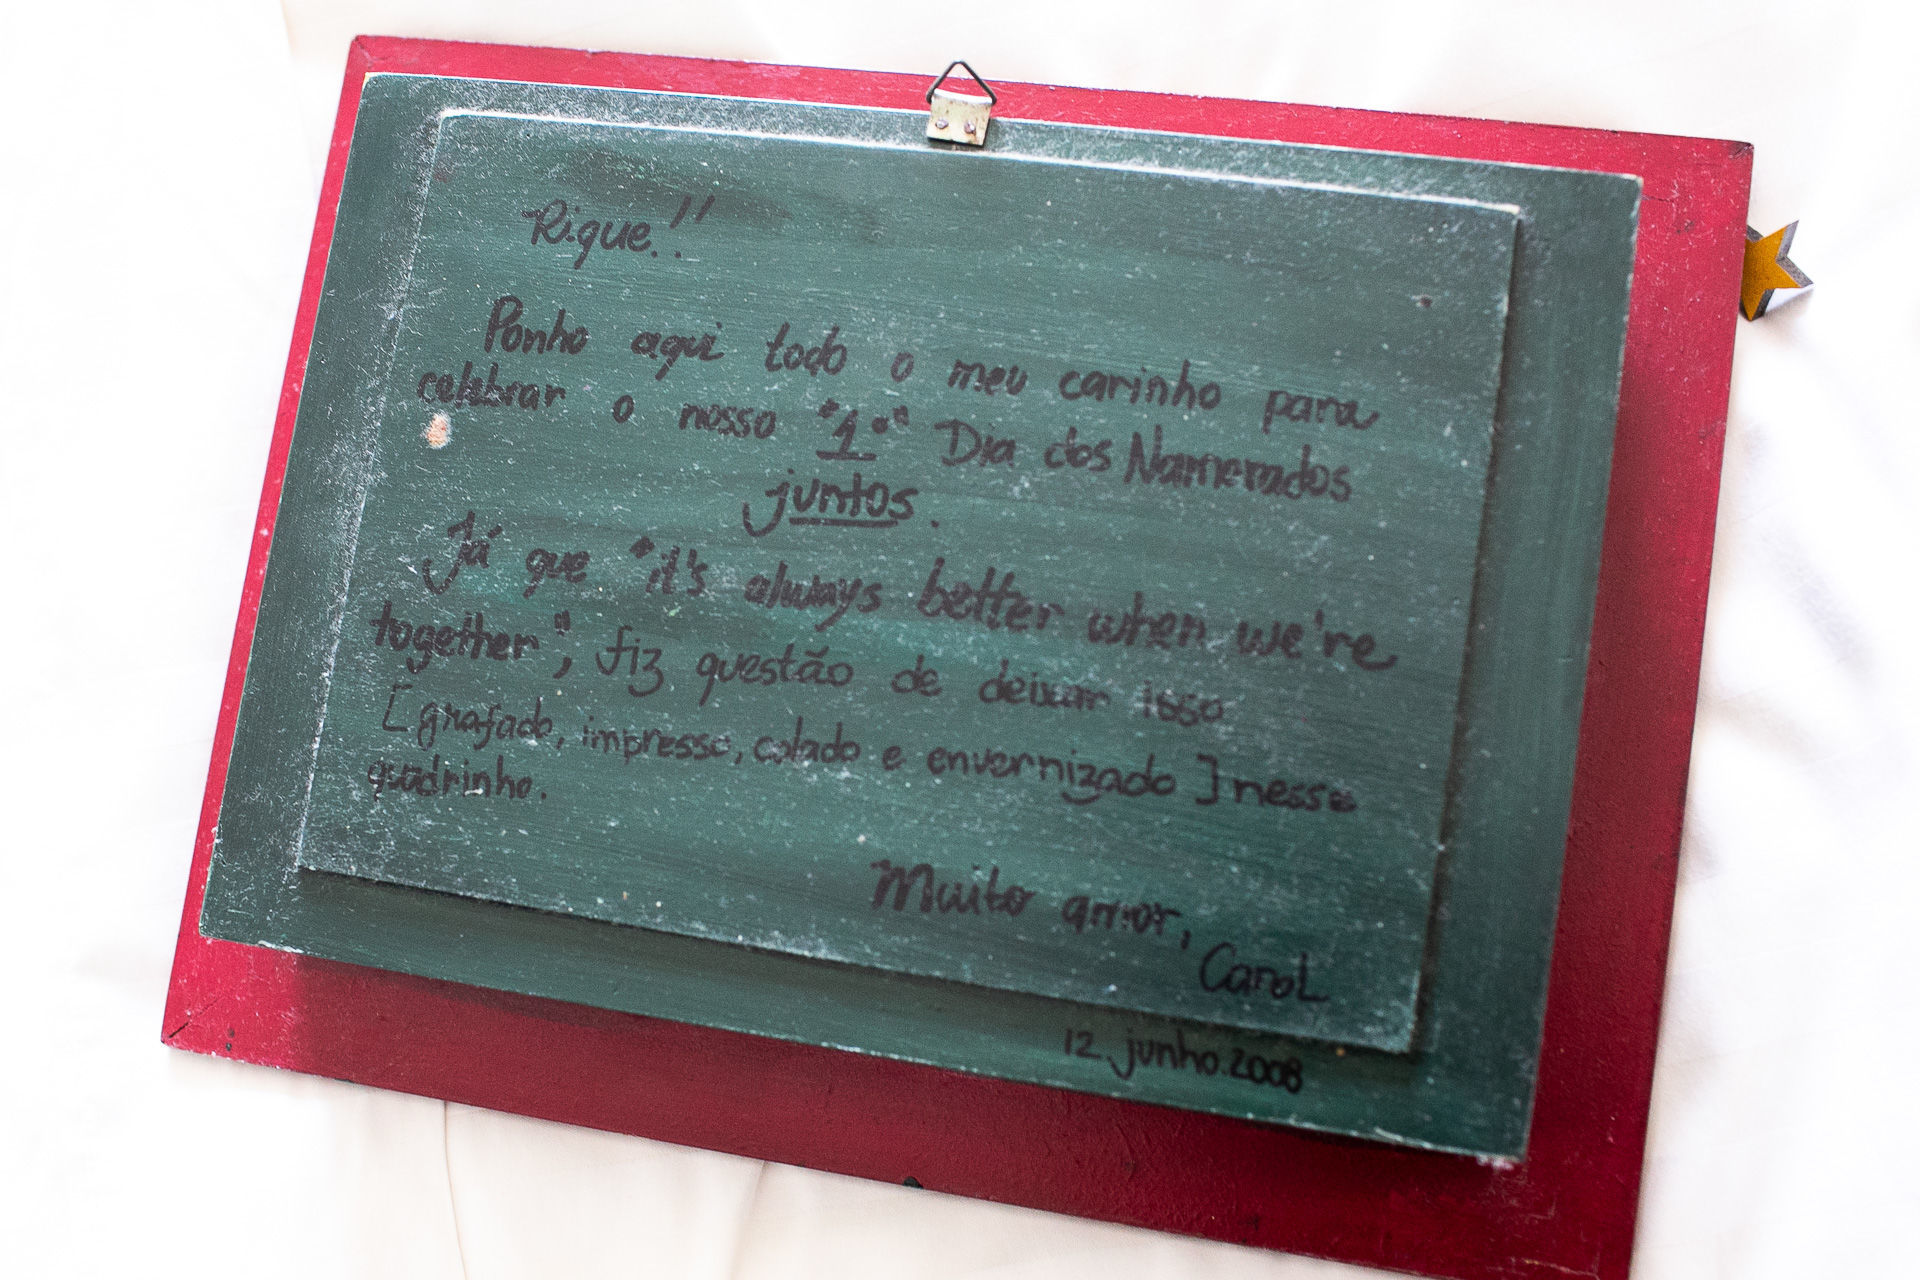 Rique!!
Ponho aqui todo o meu carinho para
celebrar o nosso "1°" Dia dos Namorados
juntos.
Já que "it's always better when we're
together", fiz questão de deixar isso
[grafado, impresso, colado e envernizado] nesse
quadrinho.
Muito amor,
Carol
12.junho.2008